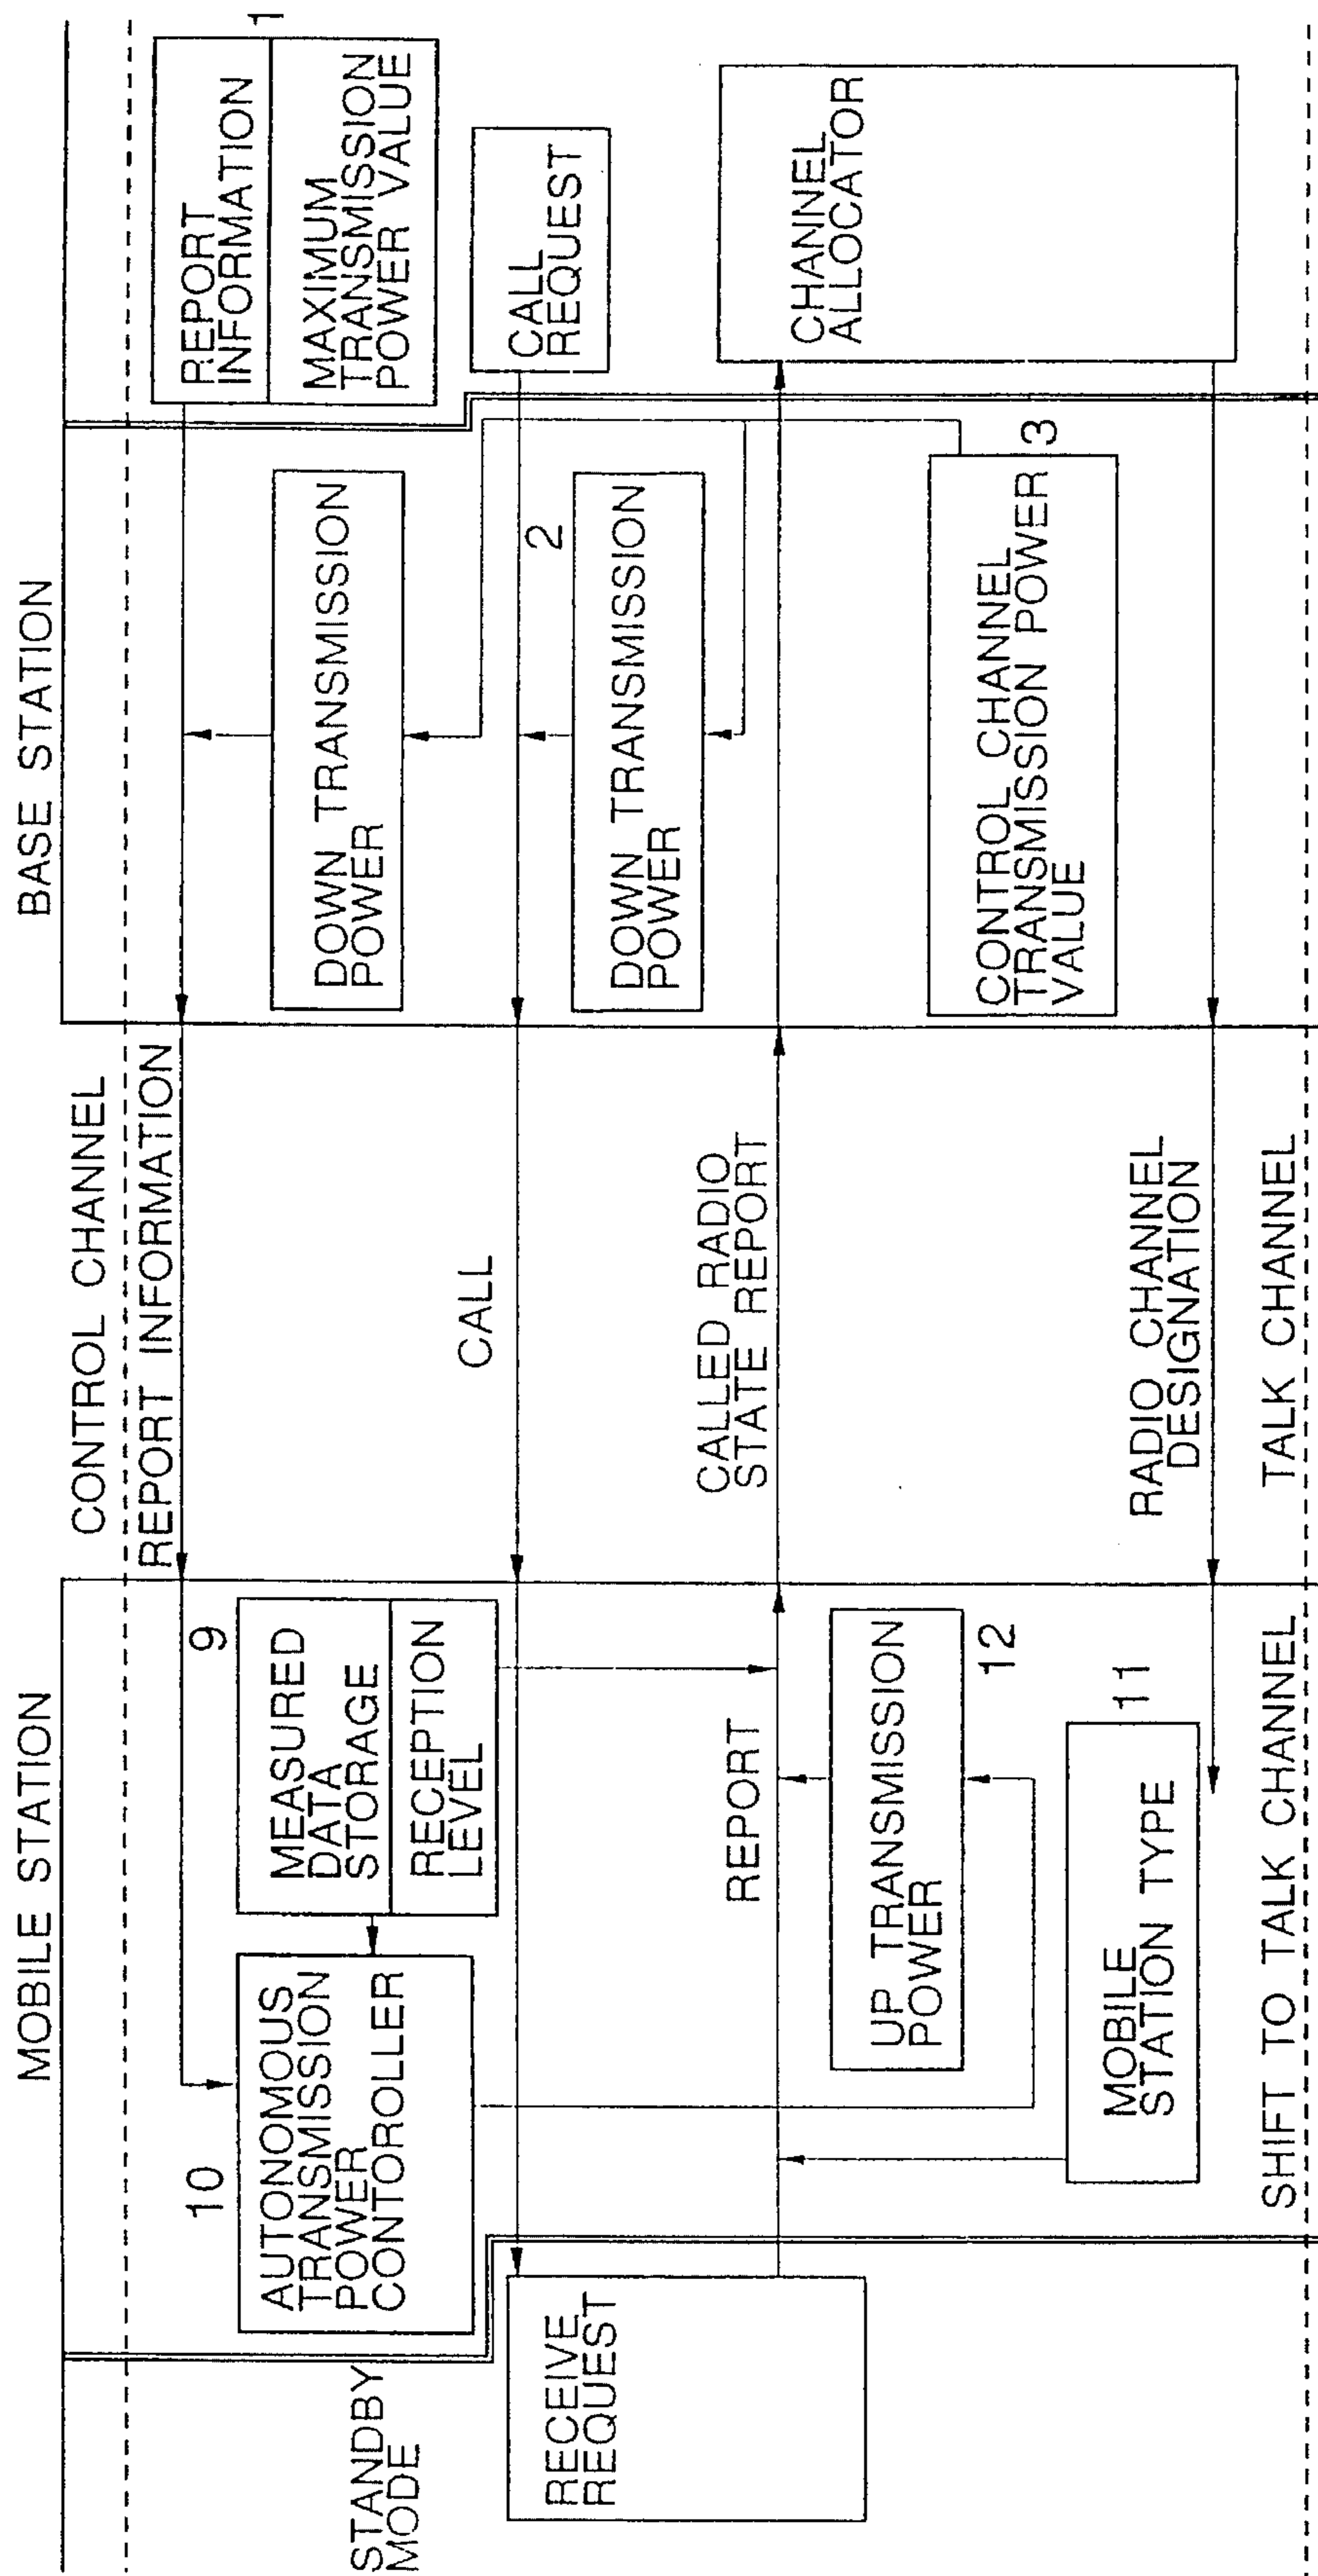 MOBILE STATION
BASE STATION
CONTROL CHANNEL
REPORT INFORMATION
STANDBY
MODE
10
AUTONOMOUS
TRANSMISSION
POWER
CONTOROLLER
9
MEASURED
DATA
STORAGE
RECEPTION
LEVEL
DOWN TRANSMISSION
POWER
REPORT
INFORMATION
1
MAXIMUM
TRANSMISSION
POWER VALUE
CALL
2
CALL
REQUEST
RECEIVE
REQUEST
DOWN TRANSMISSION
POWER
REPORT
CALLED RADIO
STATE REPORT
CHANNEL
ALLOCATOR
UP TRANSMISSION
POWER
12
CONTROL CHANNEL
TRANSMISSION POWER
VALUE
3
MOBILE
STATION TYPE
11
RADIO CHANNEL
DESIGNATION
SHIFT TO TALK CHANNEL
TALK CHANNEL